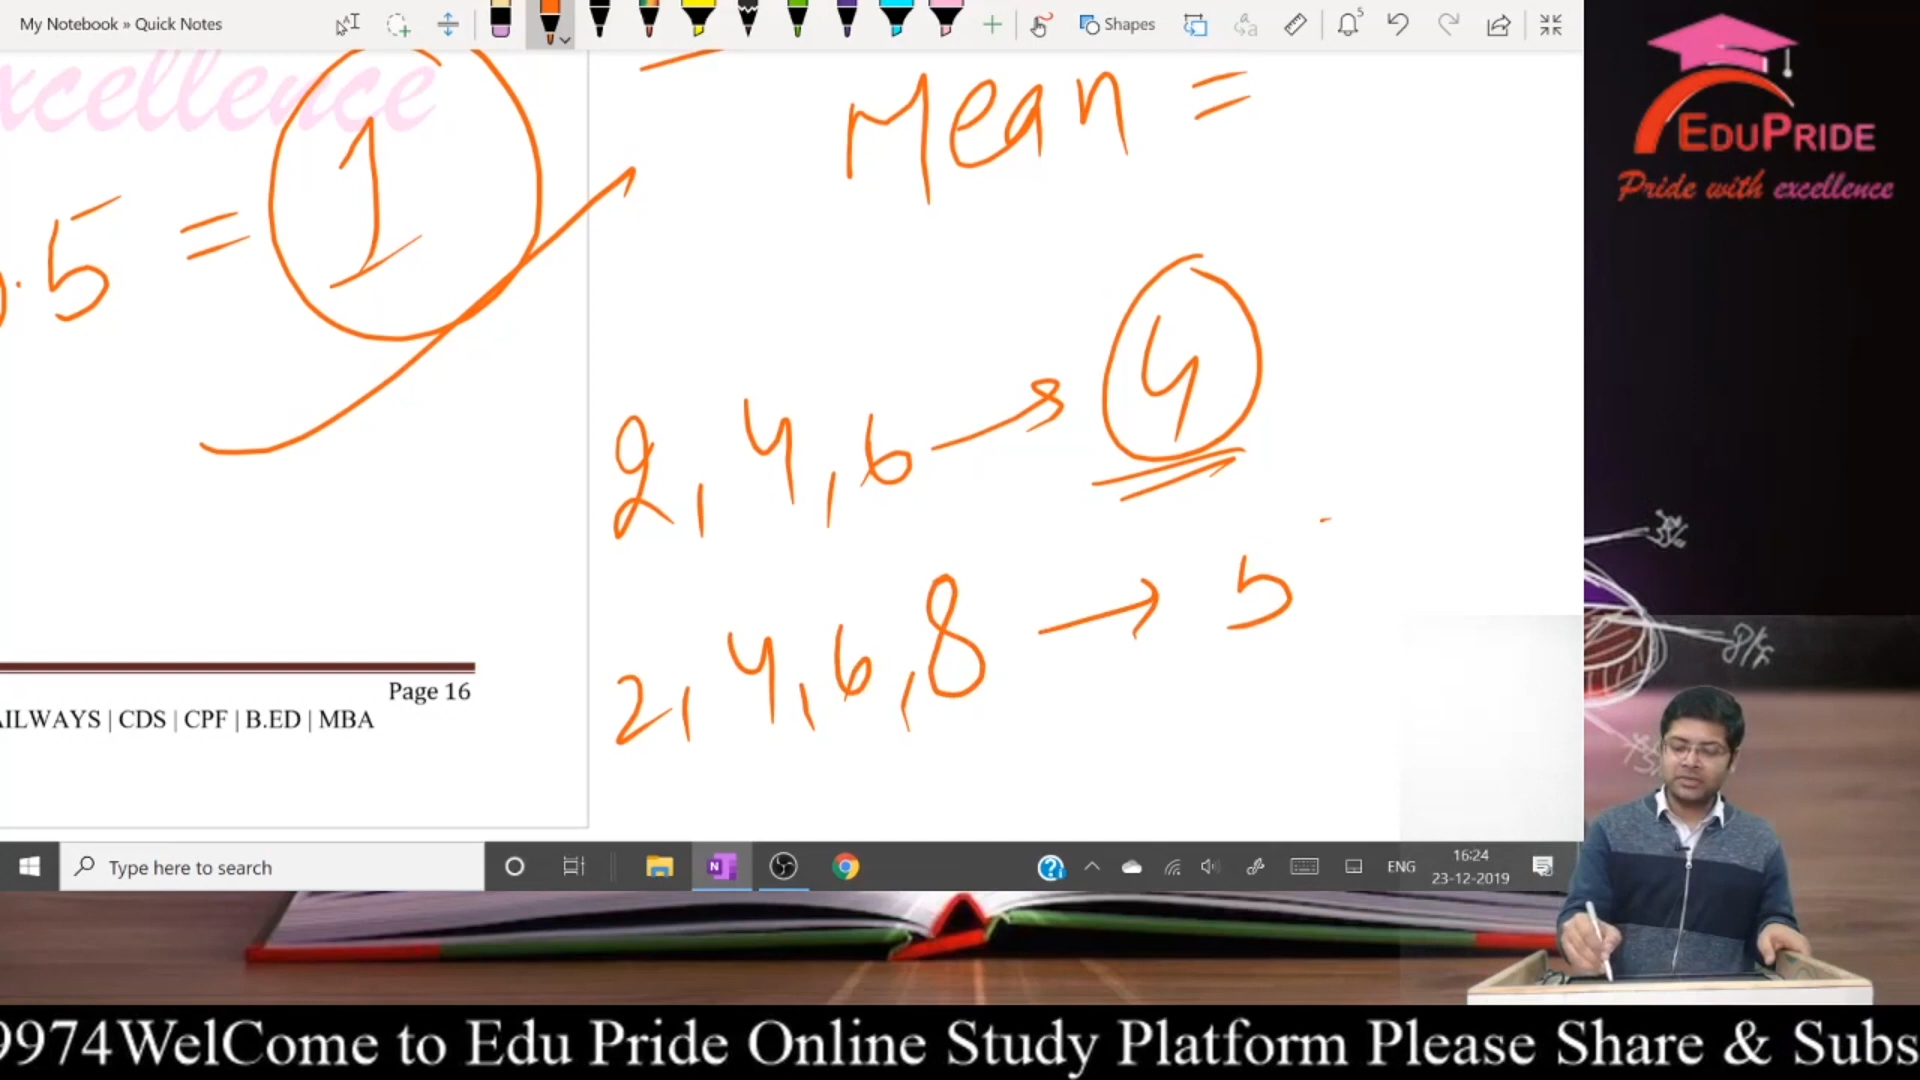 My Notebook » Quick Notes
Shapes
5
xcellence
Mean =
.5 = 1
2, 4, 6 → 4
2, 4, 6, 8 → 5
Page 16
ILWAYS | CDS | CPF | B.ED | MBA
Type here to search
ENG
16:24
23-12-2019
EDUPRIDE
Pride with excellence
9974WelCome to Edu Pride Online Study Platform Please Share & Subs